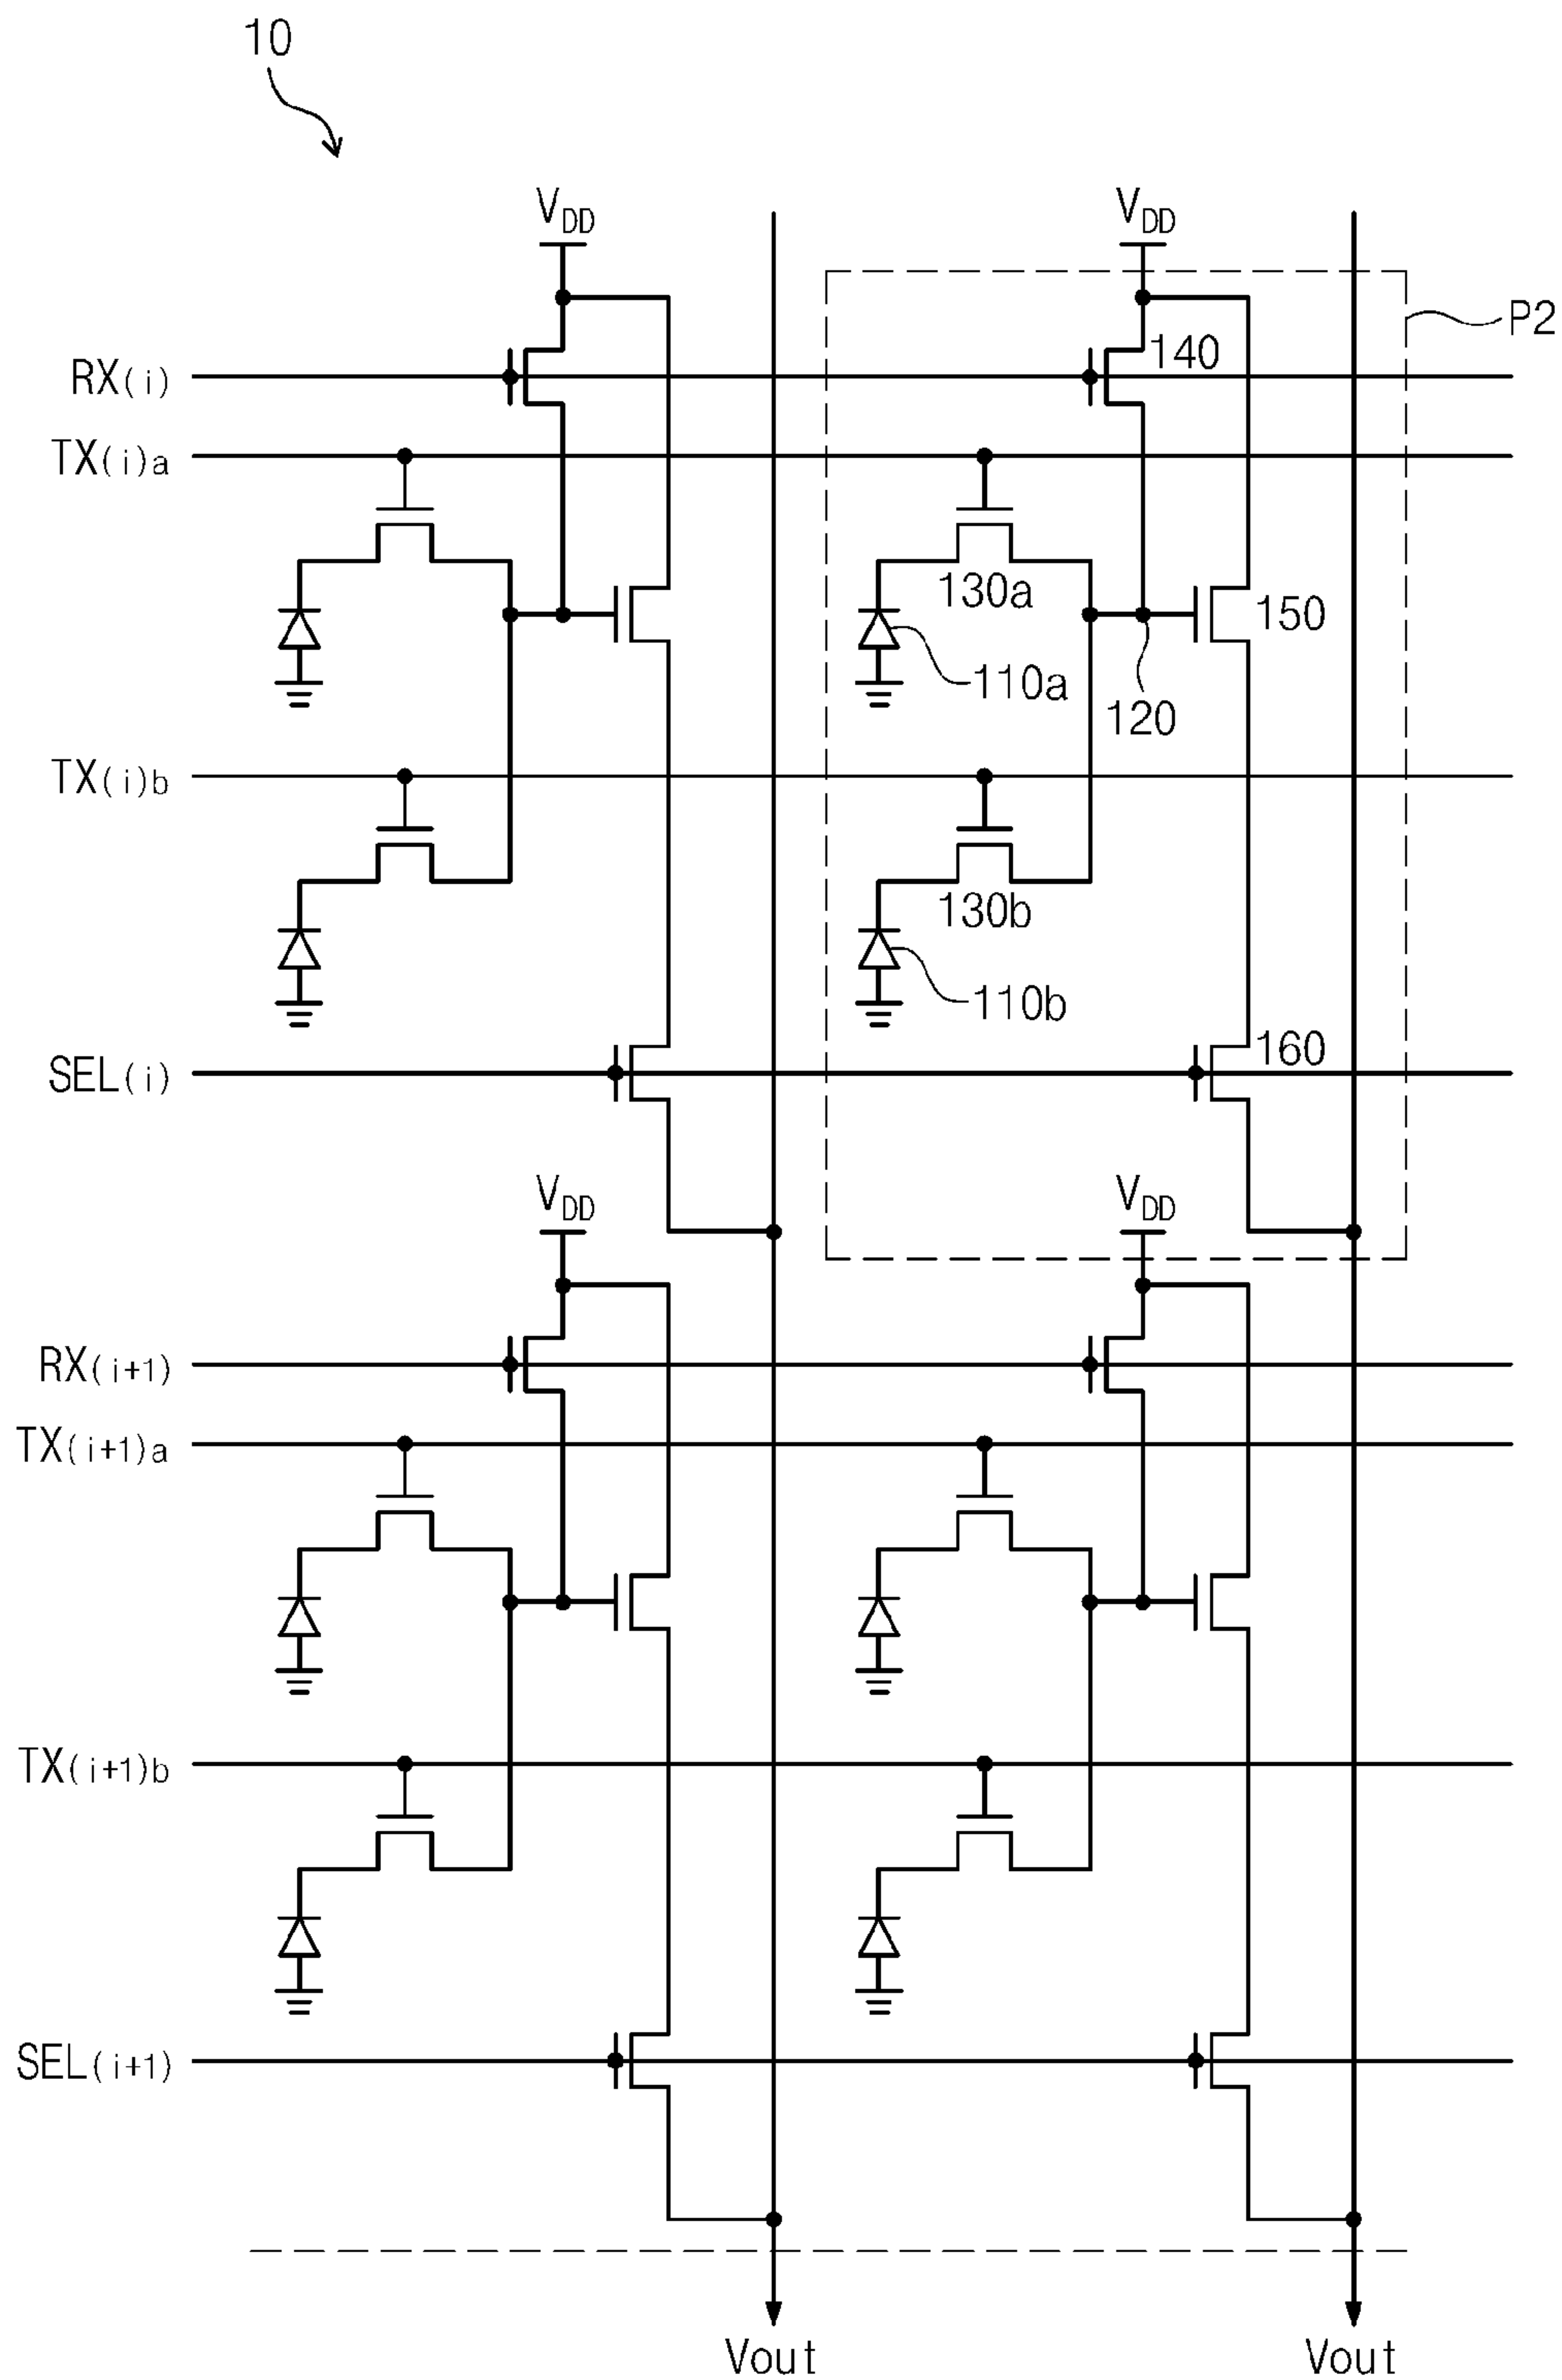 10
VDD VDD
P2
RX(i) 140
TX(i)a
130a 150
110a
120
TX(i)b
130b
110b
SEL(i) 160
VDD VDD
RX(i+1)
TX(i+1)a
TX(i+1)b
SEL(i+1)
Vout Vout